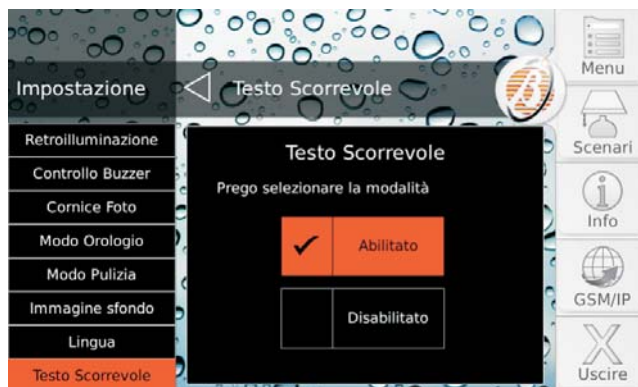 Impostazione
Testo Scorrevole
Menu
Scenari
Info
GSM/IP
Uscire
Retroilluminazione
Controllo Buzzer
Cornice Foto
Modo Orologio
Modo Pulizia
Immagine sfondo
Lingua
Testo Scorrevole
Testo Scorrevole
Prego selezionare la modalità
Abilitato
Disabilitato